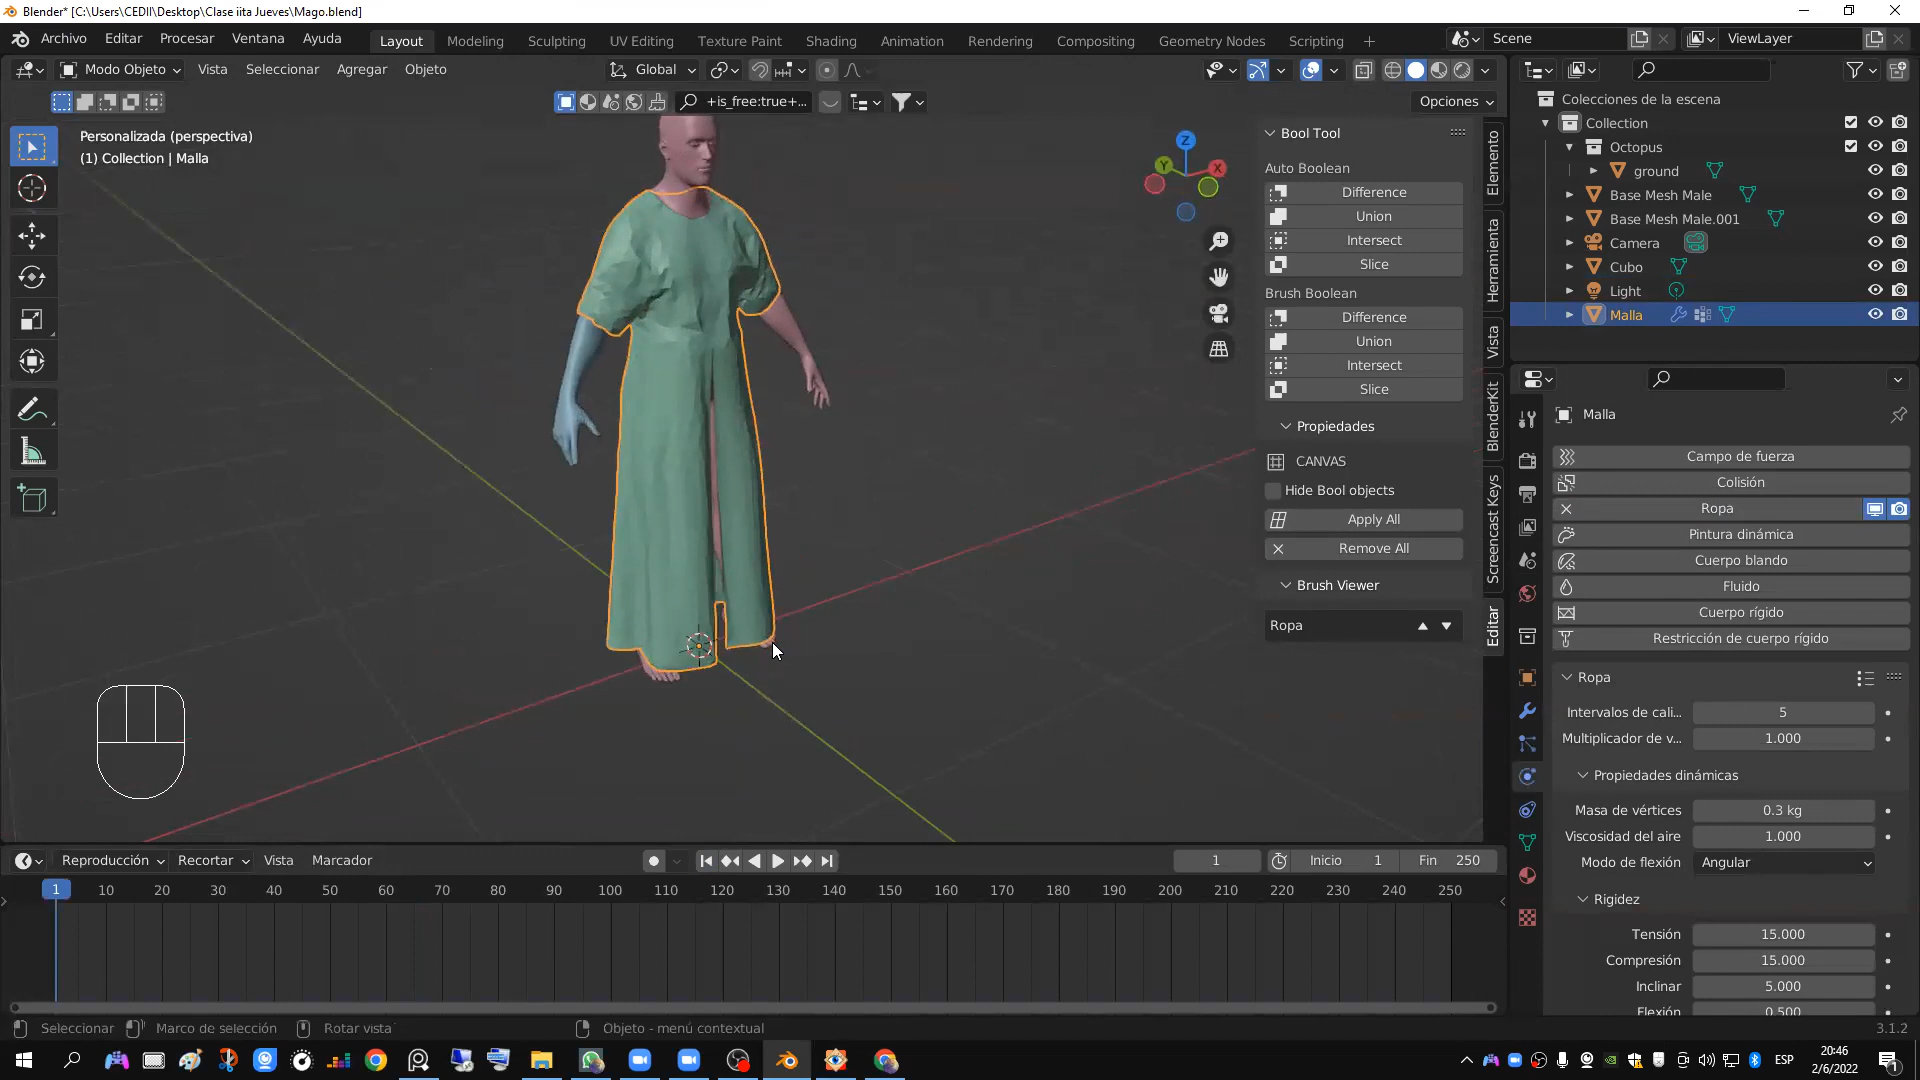 Blender* [C:\Users\CEDII\Desktop\Clase iita Jueves\Mago.blend]
Archivo Editar Procesar Ventana Ayuda
Layout Modeling Sculpting UV Editing Texture Paint Shading Animation Rendering Compositing Geometry Nodes Scripting
Scene
ViewLayer
Modo Objeto Vista Seleccionar Agregar Objeto
Global
+is_free:true+...
Opciones
Personalizada (perspectiva)
(1) Collection | Malla
Z
Y
X
Bool Tool
Auto Boolean
Difference
Union
Intersect
Slice
Brush Boolean
Difference
Union
Intersect
Slice
Propiedades
CANVAS
Hide Bool objects
Apply All
Remove All
Brush Viewer
Ropa
Elemento
Herramienta
Vista
BlenderKit
Screencast Keys
Editar
Colecciones de la escena
Collection
Octopus
ground
Base Mesh Male
Base Mesh Male.001
Camera
Cubo
Light
Malla
Malla
Campo de fuerza
Colisión
Ropa
Pintura dinámica
Cuerpo blando
Fluido
Cuerpo rígido
Restricción de cuerpo rígido
Ropa
Intervalos de cali... 5
Multiplicador de v... 1.000
Propiedades dinámicas
Masa de vértices 0.3 kg
Viscosidad del aire 1.000
Modo de flexión Angular
Rigidez
Tensión 15.000
Compresión 15.000
Inclinar 5.000
Flexión 0.500
Reproducción Recortar Vista Marcador
1 Inicio 1 Fin 250
1 10 20 30 40 50 60 70 80 90 100 110 120 130 140 150 160 170 180 190 200 210 220 230 240 250
Seleccionar Marco de selección Rotar vista Objeto - menú contextual 3.1.2
ESP
20:46
2/6/2022
1